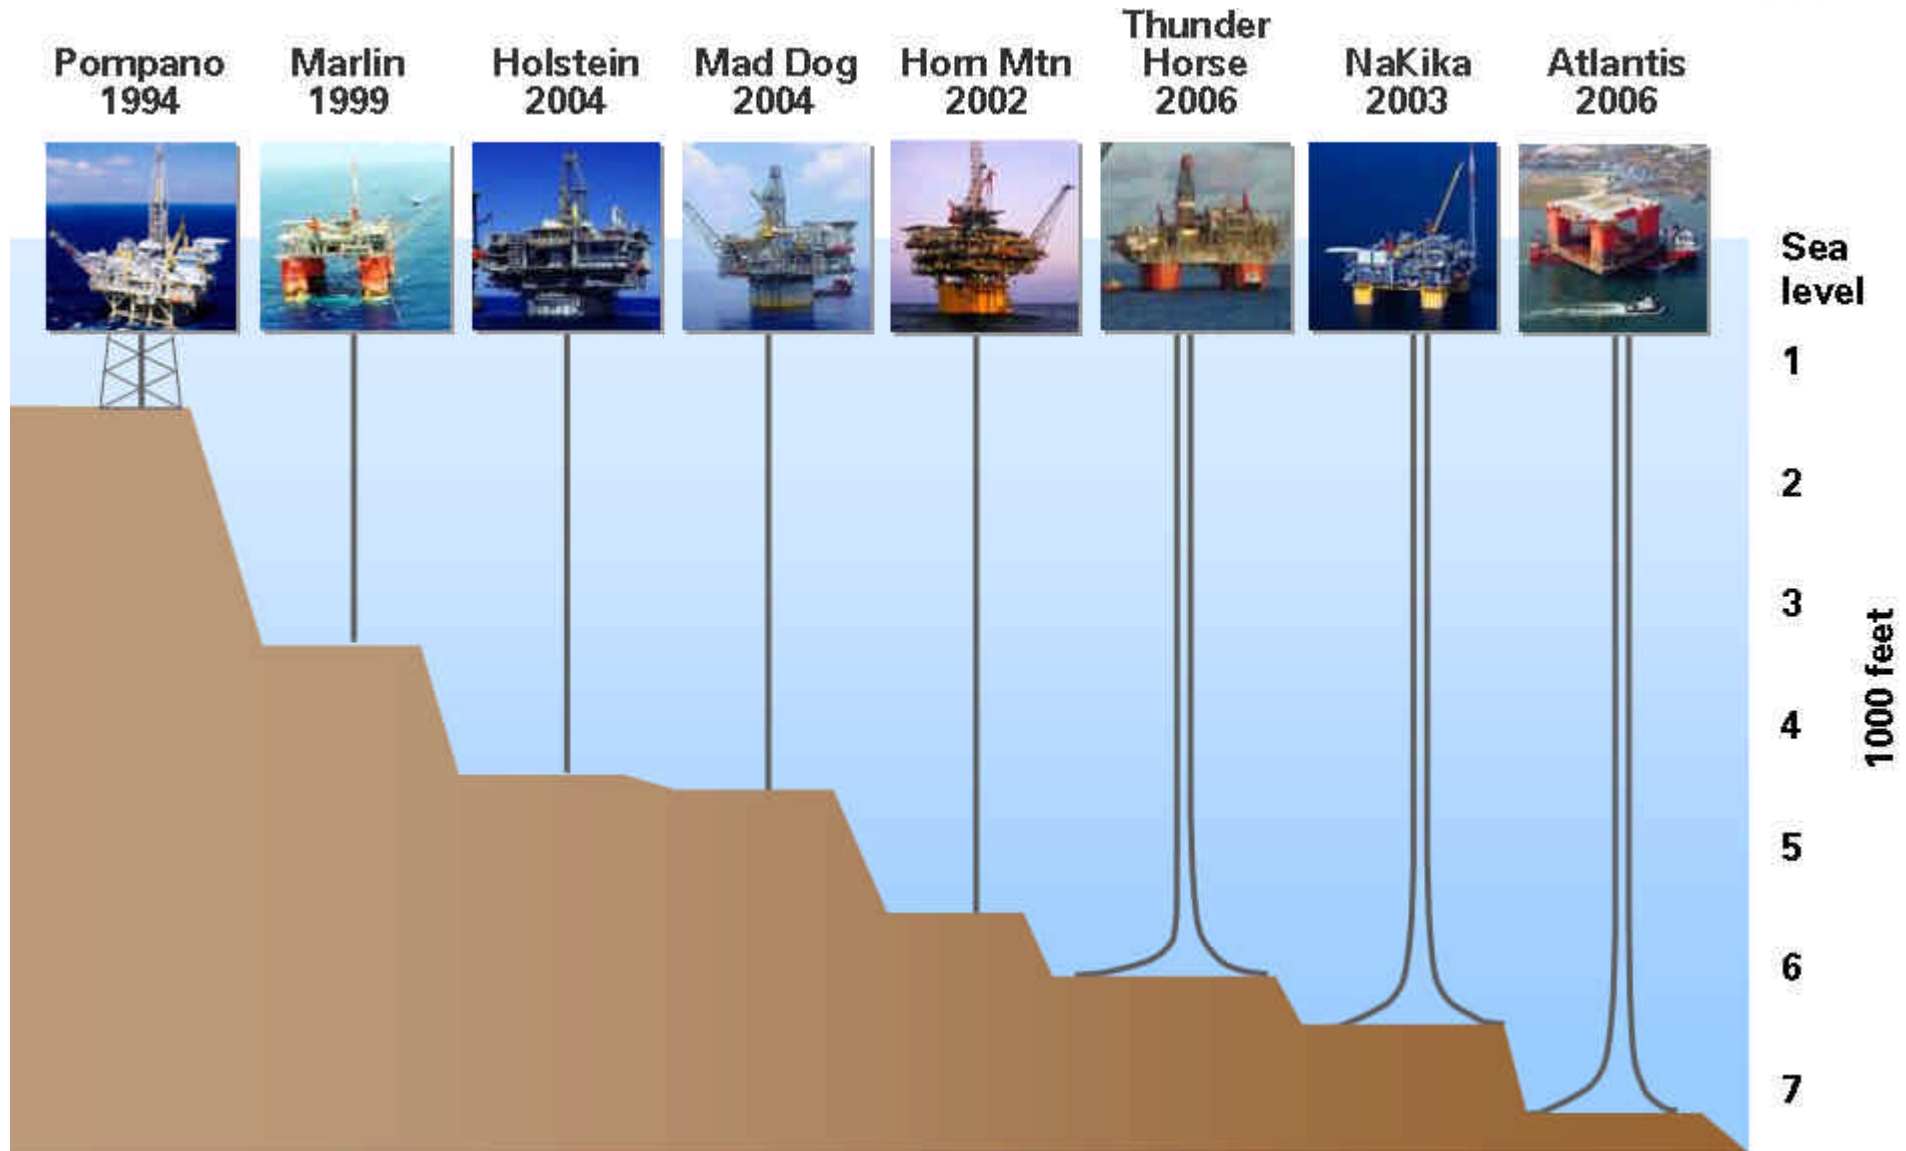 Pompano
1994
Marlin
1999
Holstein
2004
Mad Dog
2004
Horn Mtn
2002
Thunder
Horse
2006
NaKika
2003
Atlantis
2006
Sea
level
1
2
3
4
5
6
7
1000 feet